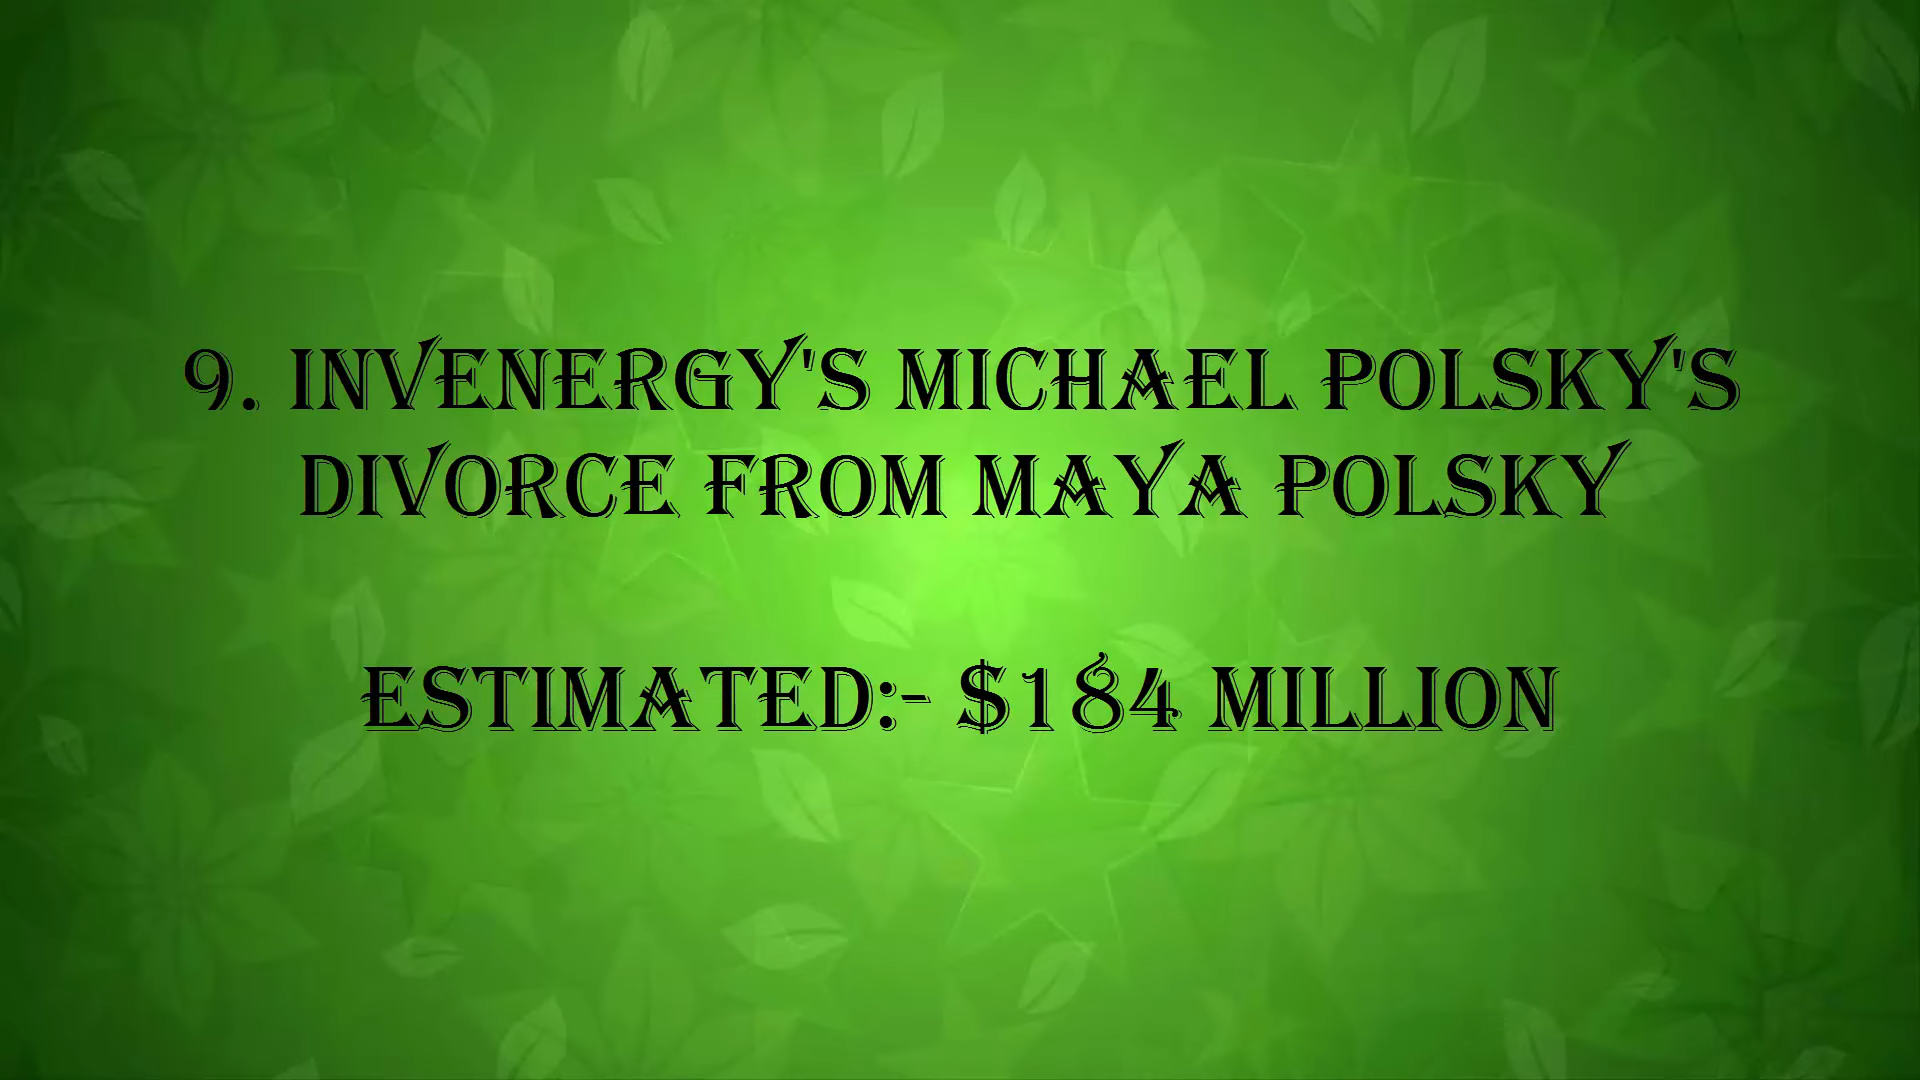 9. INVENERGY'S MICHAEL POLSKY'S
DIVORCE FROM MAYA POLSKY
ESTIMATED:- $184 MILLION